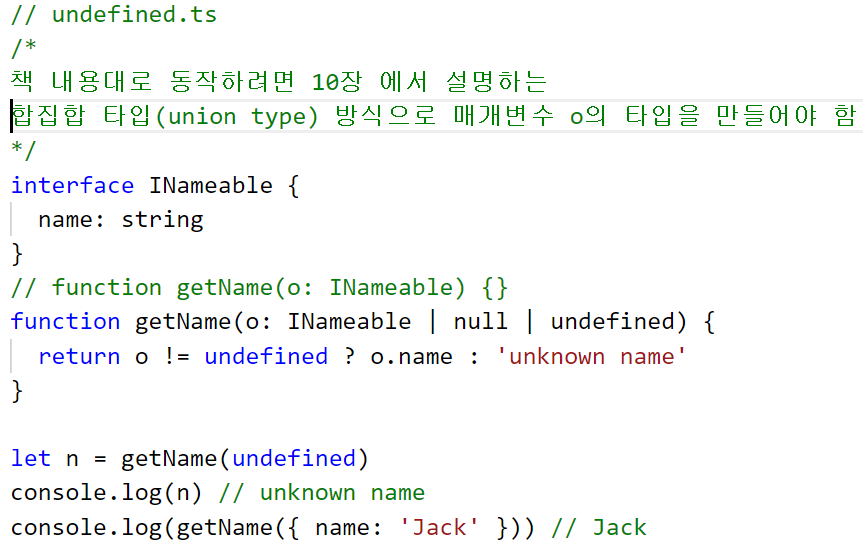 // undefined.ts
/*
책 내용대로 동작하려면 10장 에서 설명하는
합집합 타입(union type) 방식으로 매개변수 o의 타입을 만들어야 함
*/
interface INameable {
  name: string
}
// function getName(o: INameable) {}
function getName(o: INameable | null | undefined) {
  return o != undefined ? o.name : 'unknown name'
}
let n = getName(undefined)
console.log(n) // unknown name
console.log(getName({ name: 'Jack' })) // Jack